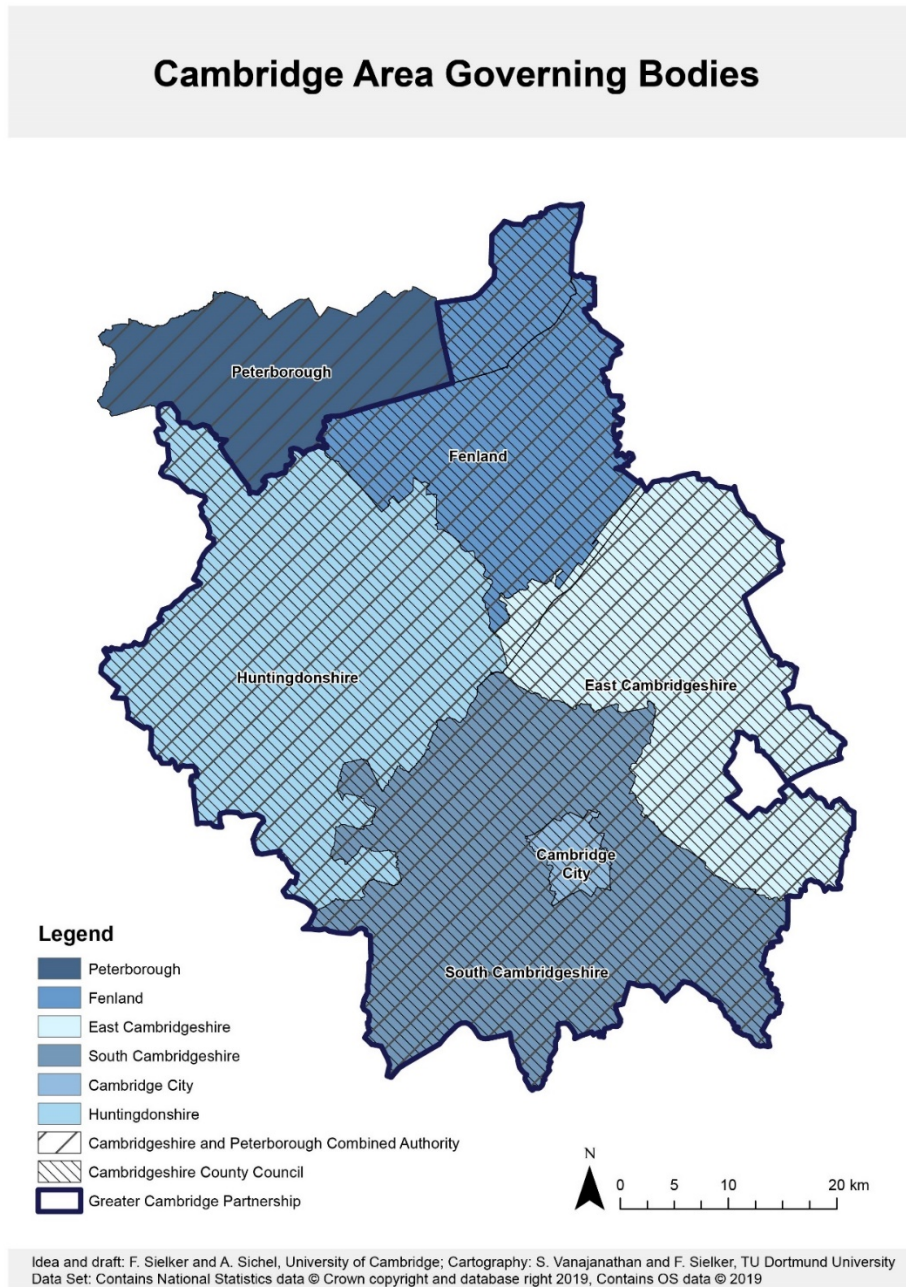 Cambridge Area Governing Bodies
Peterborough
Fenland
Huntingdonshire
East Cambridgeshire
Cambridge
City
South Cambridgeshire
Legend
Peterborough
Fenland
East Cambridgeshire
South Cambridgeshire
Cambridge City
Huntingdonshire
Cambridgeshire and Peterborough Combined Authority
Cambridgeshire County Council
Greater Cambridge Partnership
N
0 5 10 20 km
Idea and draft: F. Sielker and A. Sichel, University of Cambridge; Cartography: S. Vanajanathan and F. Sielker, TU Dortmund University
Data Set: Contains National Statistics data © Crown copyright and database right 2019, Contains OS data © 2019